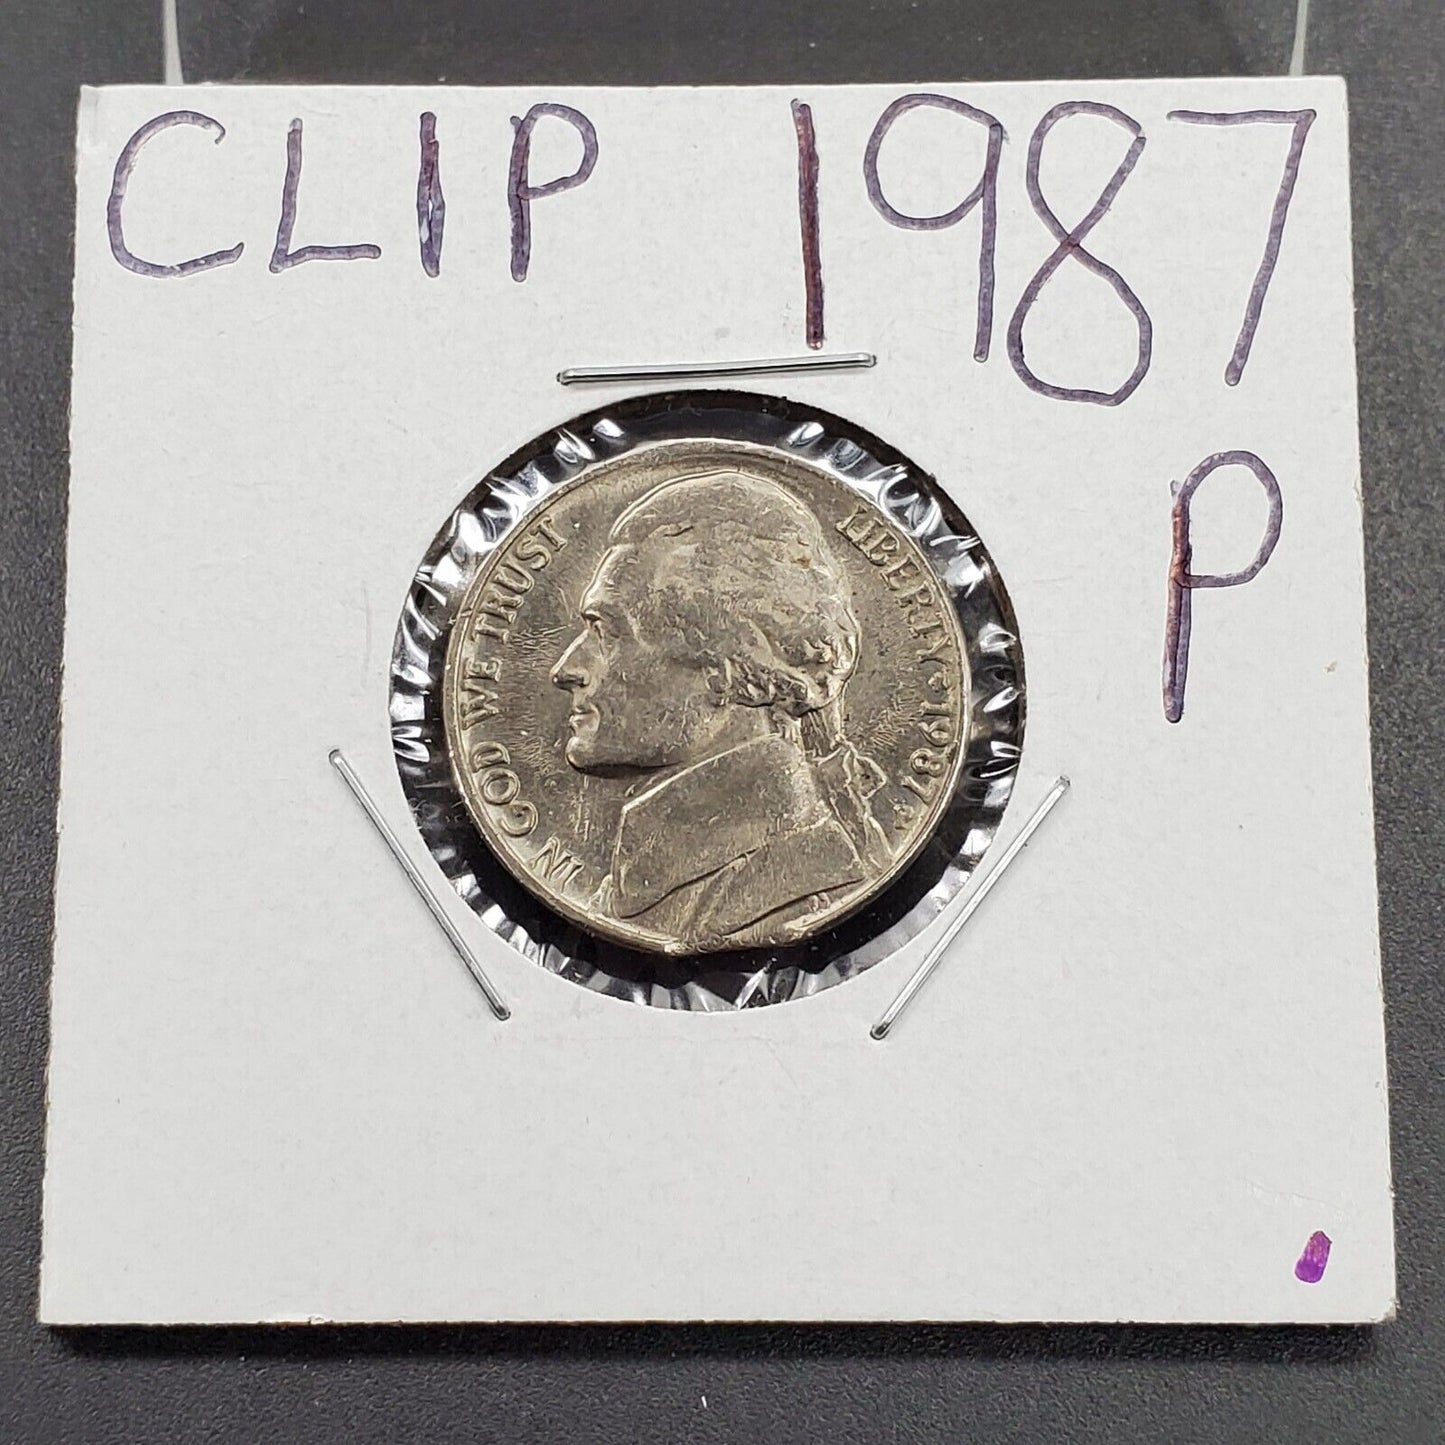 CLIP 1987
P
IN GOD WE TRUST
LIBERTY ★ 1987 P